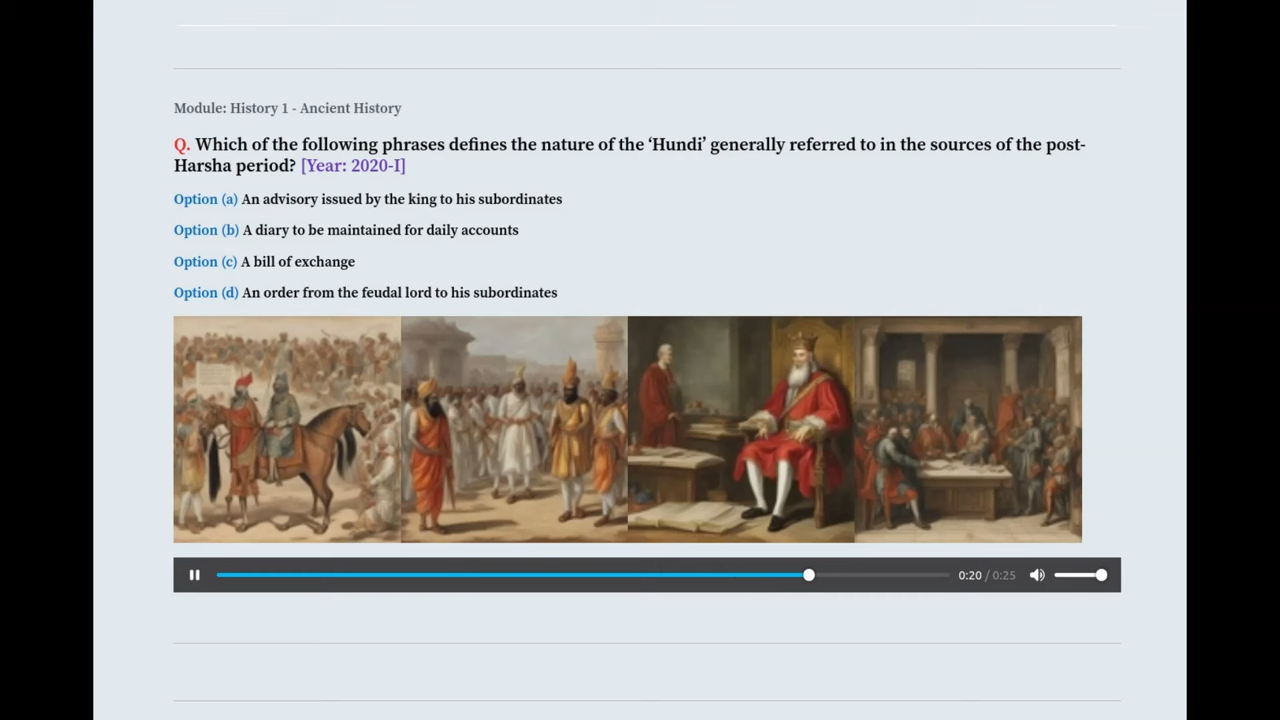 Module: History 1 - Ancient History
Q. Which of the following phrases defines the nature of the ‘Hundi’ generally referred to in the sources of the post-
Harsha period? [Year: 2020-I]
Option (a) An advisory issued by the king to his subordinates
Option (b) A diary to be maintained for daily accounts
Option (c) A bill of exchange
Option (d) An order from the feudal lord to his subordinates
0:20 / 0:25